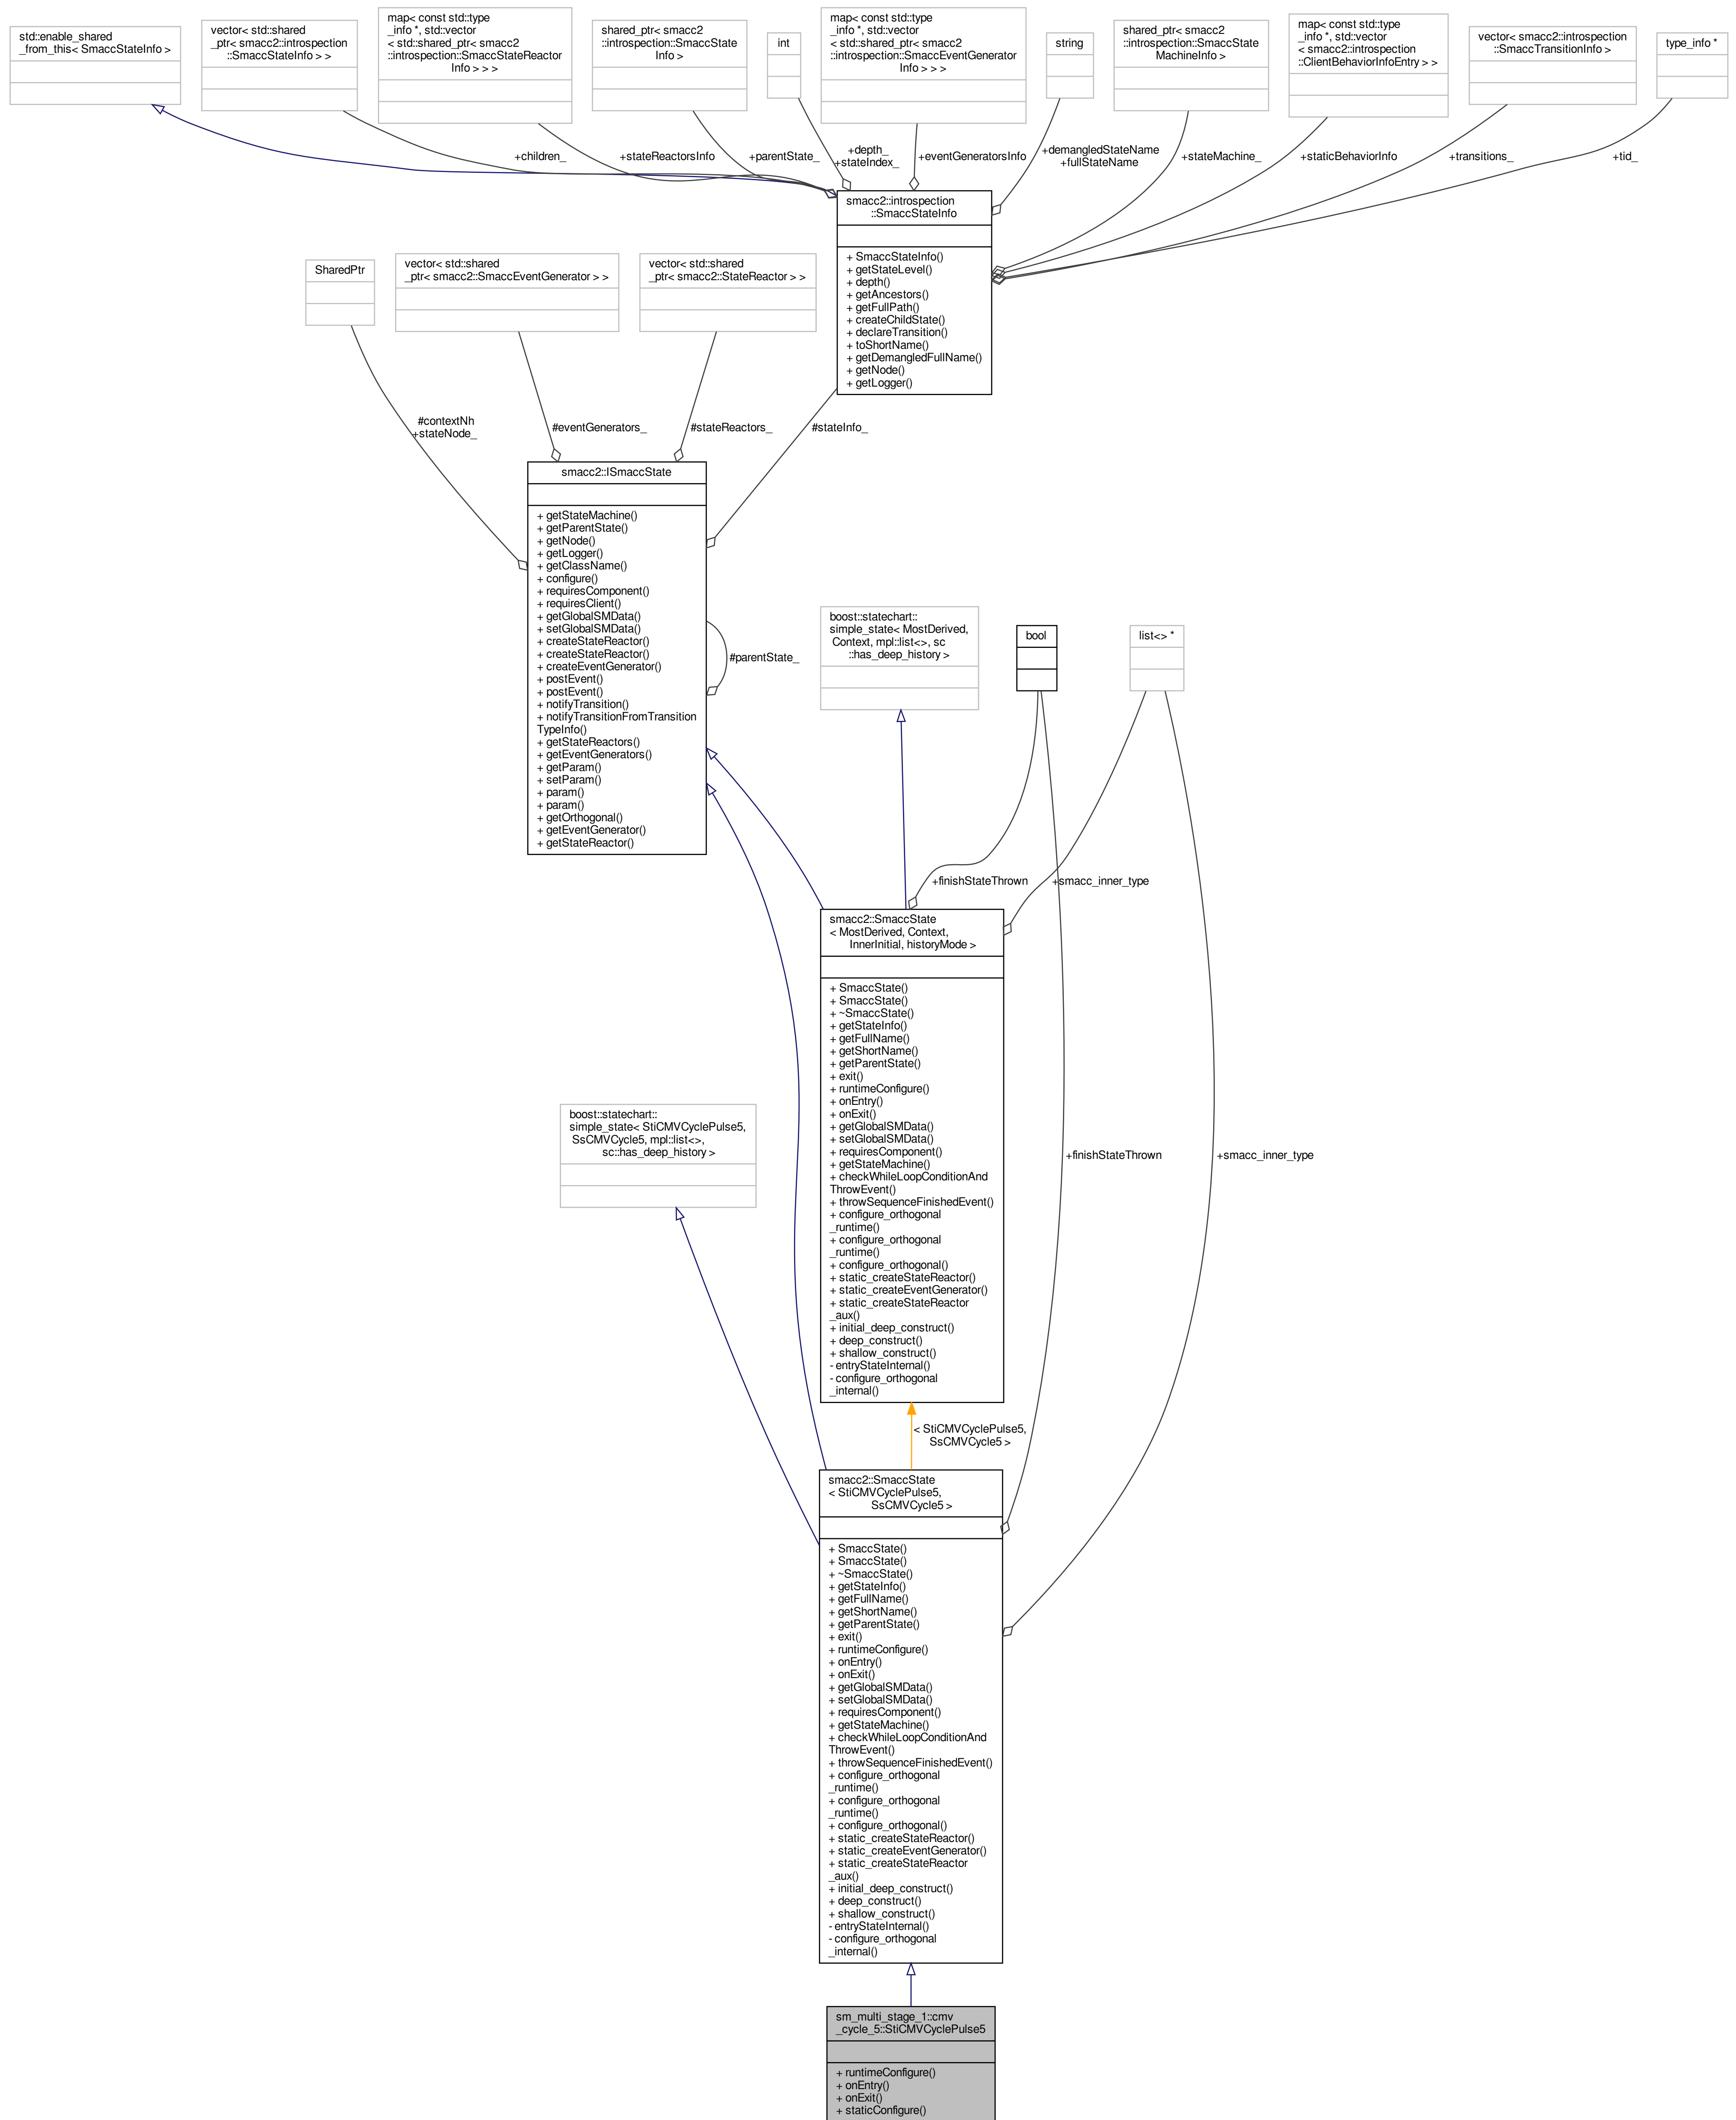 std::enable_shared
_from_this< SmaccStateInfo >
vector< std::shared
_ptr< smacc2::introspection
::SmaccStateInfo > >
map< const std::type
_info *, std::vector
< std::shared_ptr< smacc2
::introspection::SmaccStateReactor
Info > > >
shared_ptr< smacc2
::introspection::SmaccState
Info >
int
map< const std::type
_info *, std::vector
< std::shared_ptr< smacc2
::introspection::SmaccEventGenerator
Info > > >
string
shared_ptr< smacc2
::introspection::SmaccState
MachineInfo >
map< const std::type
_info *, std::vector
< smacc2::introspection
::ClientBehaviorInfoEntry > >
vector< smacc2::introspection
::SmaccTransitionInfo >
type_info *
+children_
+stateReactorsInfo
+parentState_
+depth_
+stateIndex_
+eventGeneratorsInfo
+demangledStateName
+fullStateName
+stateMachine_
+staticBehaviorInfo
+transitions_
+tid_
smacc2::introspection
::SmaccStateInfo
+ SmaccStateInfo()
+ getStateLevel()
+ depth()
+ getAncestors()
+ getFullPath()
+ createChildState()
+ declareTransition()
+ toShortName()
+ getDemangledFullName()
+ getNode()
+ getLogger()
SharedPtr
vector< std::shared
_ptr< smacc2::SmaccEventGenerator > >
vector< std::shared
_ptr< smacc2::StateReactor > >
#contextNh
+stateNode_
#eventGenerators_
#stateReactors_
#stateInfo_
smacc2::ISmaccState
+ getStateMachine()
+ getParentState()
+ getNode()
+ getLogger()
+ getClassName()
+ configure()
+ requiresComponent()
+ requiresClient()
+ getGlobalSMData()
+ setGlobalSMData()
+ createStateReactor()
+ createStateReactor()
+ createEventGenerator()
+ postEvent()
+ postEvent()
+ notifyTransition()
+ notifyTransitionFromTransition
TypeInfo()
+ getStateReactors()
+ getEventGenerators()
+ getParam()
+ setParam()
+ param()
+ param()
+ getOrthogonal()
+ getEventGenerator()
+ getStateReactor()
#parentState_
boost::statechart::
simple_state< MostDerived,
Context, mpl::list<>, sc
::has_deep_history >
bool
list<> *
+finishStateThrown
+smacc_inner_type
smacc2::SmaccState
< MostDerived, Context,
InnerInitial, historyMode >
+ SmaccState()
+ SmaccState()
+ ~SmaccState()
+ getStateInfo()
+ getFullName()
+ getShortName()
+ getParentState()
+ exit()
+ runtimeConfigure()
+ onEntry()
+ onExit()
+ getGlobalSMData()
+ setGlobalSMData()
+ requiresComponent()
+ getStateMachine()
+ checkWhileLoopConditionAnd
ThrowEvent()
+ throwSequenceFinishedEvent()
+ configure_orthogonal
_runtime()
+ configure_orthogonal
_runtime()
+ configure_orthogonal()
+ static_createStateReactor()
+ static_createEventGenerator()
+ static_createStateReactor
_aux()
+ initial_deep_construct()
+ deep_construct()
+ shallow_construct()
- entryStateInternal()
- configure_orthogonal
_internal()
boost::statechart::
simple_state< StiCMVCyclePulse5,
SsCMVCycle5, mpl::list<>,
sc::has_deep_history >
+finishStateThrown
+smacc_inner_type
< StiCMVCyclePulse5,
SsCMVCycle5 >
smacc2::SmaccState
< StiCMVCyclePulse5,
SsCMVCycle5 >
+ SmaccState()
+ SmaccState()
+ ~SmaccState()
+ getStateInfo()
+ getFullName()
+ getShortName()
+ getParentState()
+ exit()
+ runtimeConfigure()
+ onEntry()
+ onExit()
+ getGlobalSMData()
+ setGlobalSMData()
+ requiresComponent()
+ getStateMachine()
+ checkWhileLoopConditionAnd
ThrowEvent()
+ throwSequenceFinishedEvent()
+ configure_orthogonal
_runtime()
+ configure_orthogonal
_runtime()
+ configure_orthogonal()
+ static_createStateReactor()
+ static_createEventGenerator()
+ static_createStateReactor
_aux()
+ initial_deep_construct()
+ deep_construct()
+ shallow_construct()
- entryStateInternal()
- configure_orthogonal
_internal()
sm_multi_stage_1::cmv
_cycle_5::StiCMVCyclePulse5
+ runtimeConfigure()
+ onEntry()
+ onExit()
+ staticConfigure()